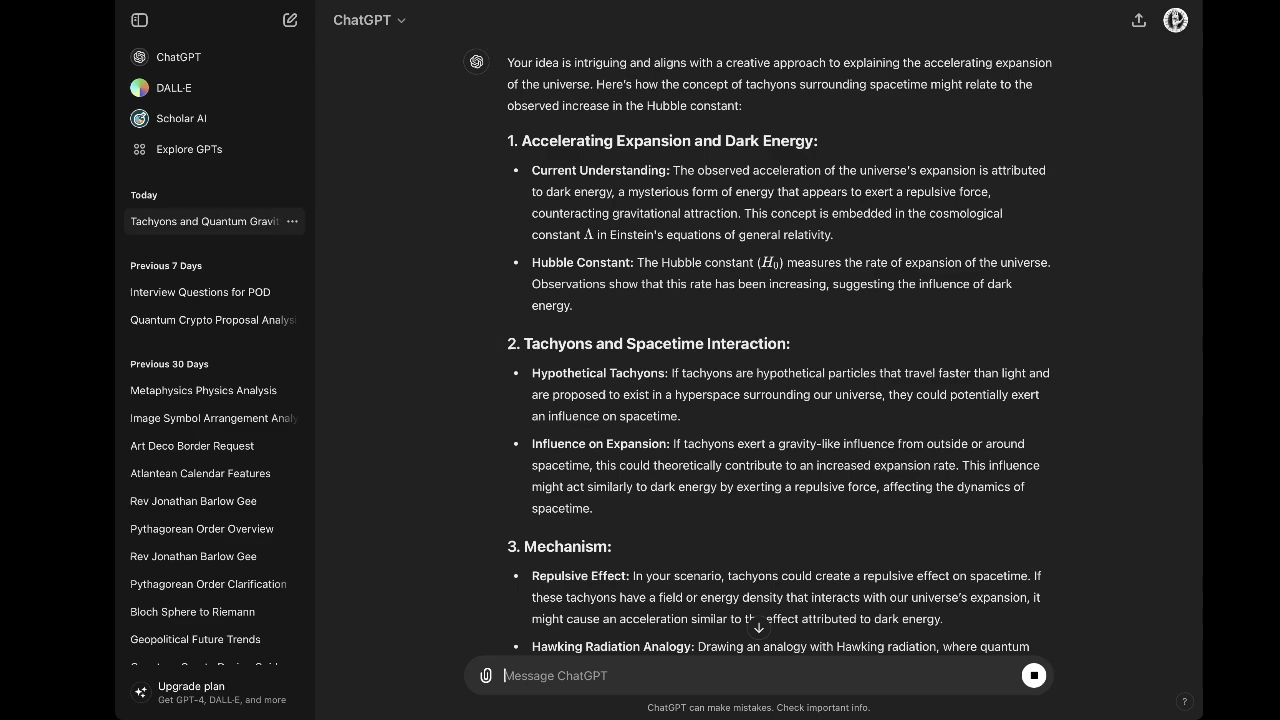 ChatGPT
DALL·E
Scholar AI
Explore GPTs
Today
Tachyons and Quantum Gravit
Previous 7 Days
Interview Questions for POD
Quantum Crypto Proposal Analysi
Previous 30 Days
Metaphysics Physics Analysis
Image Symbol Arrangement Analy
Art Deco Border Request
Atlantean Calendar Features
Rev Jonathan Barlow Gee
Pythagorean Order Overview
Rev Jonathan Barlow Gee
Pythagorean Order Clarification
Bloch Sphere to Riemann
Geopolitical Future Trends
Upgrade plan
Get GPT-4, DALL·E, and more
ChatGPT
Your idea is intriguing and aligns with a creative approach to explaining the accelerating expansion
of the universe. Here's how the concept of tachyons surrounding spacetime might relate to the
observed increase in the Hubble constant:
1. Accelerating Expansion and Dark Energy:
• Current Understanding: The observed acceleration of the universe's expansion is attributed
to dark energy, a mysterious form of energy that appears to exert a repulsive force,
counteracting gravitational attraction. This concept is embedded in the cosmological
constant Λ in Einstein's equations of general relativity.
• Hubble Constant: The Hubble constant (H₀) measures the rate of expansion of the universe.
Observations show that this rate has been increasing, suggesting the influence of dark
energy.
2. Tachyons and Spacetime Interaction:
• Hypothetical Tachyons: If tachyons are hypothetical particles that travel faster than light and
are proposed to exist in a hyperspace surrounding our universe, they could potentially exert
an influence on spacetime.
• Influence on Expansion: If tachyons exert a gravity-like influence from outside or around
spacetime, this could theoretically contribute to an increased expansion rate. This influence
might act similarly to dark energy by exerting a repulsive force, affecting the dynamics of
spacetime.
3. Mechanism:
• Repulsive Effect: In your scenario, tachyons could create a repulsive effect on spacetime. If
these tachyons have a field or energy density that interacts with our universe's expansion, it
might cause an acceleration similar to the effect attributed to dark energy.
• Hawking Radiation Analogy: Drawing an analogy with Hawking radiation, where quantum
Message ChatGPT
ChatGPT can make mistakes. Check important info.
?